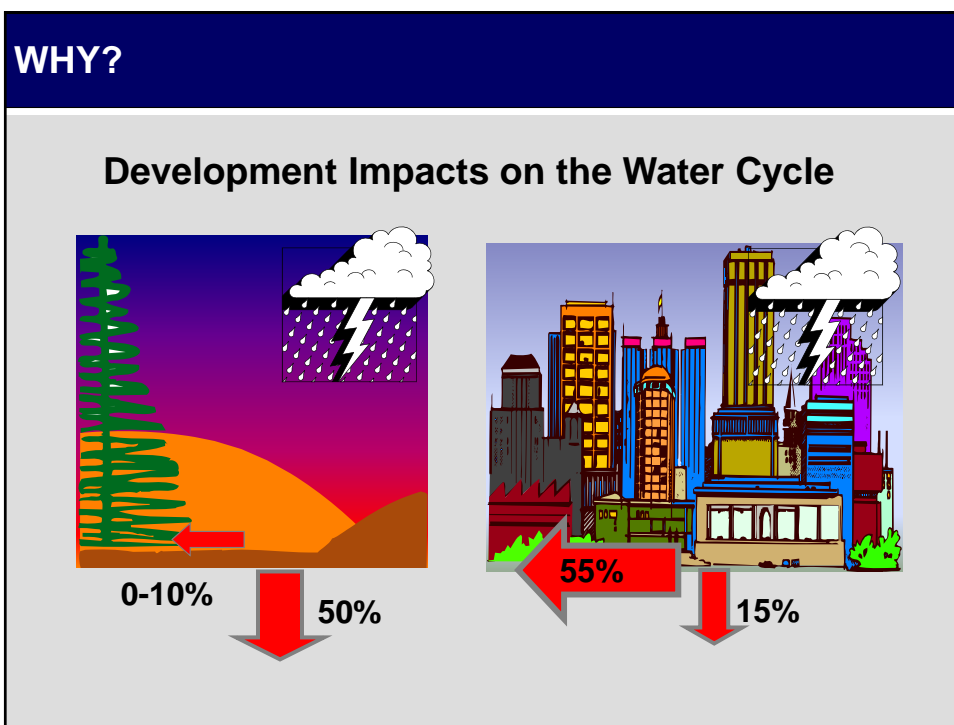 WHY?
Development Impacts on the Water Cycle
0-10%
50%
55%
15%